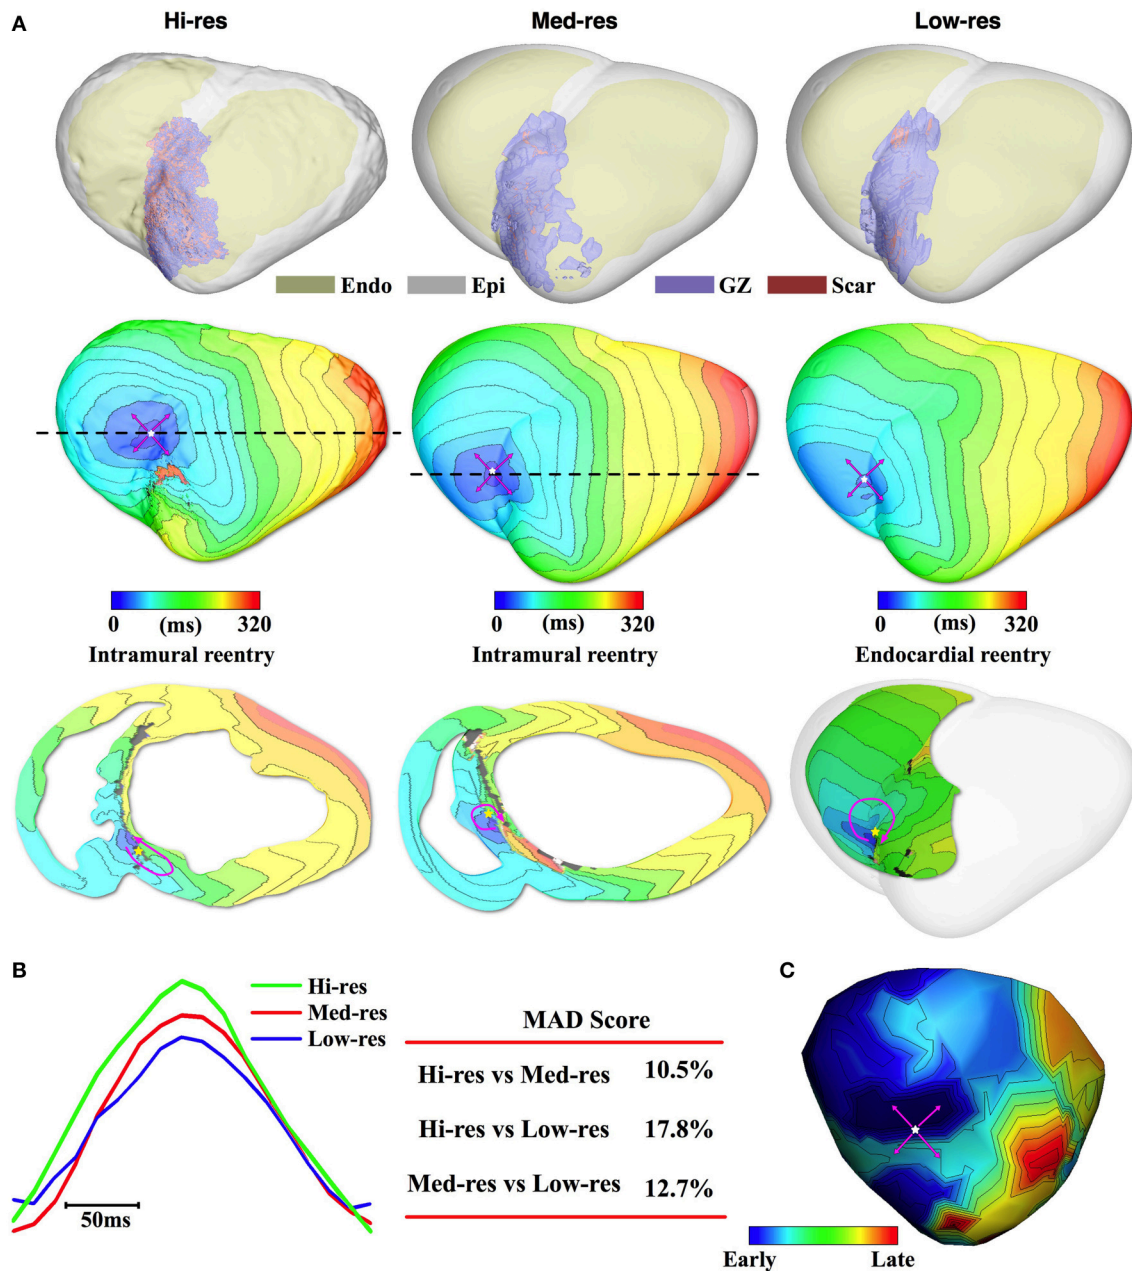 A
Hi-res Med-res Low-res
Endo Epi GZ Scar
0 (ms) 320 0 (ms) 320 0 (ms) 320
Intramural reentry Intramural reentry Endocardial reentry
B
C
Hi-res
Med-res
Low-res
50ms
MAD Score
Hi-res vs Med-res 10.5%
Hi-res vs Low-res 17.8%
Med-res vs Low-res 12.7%
Early Late